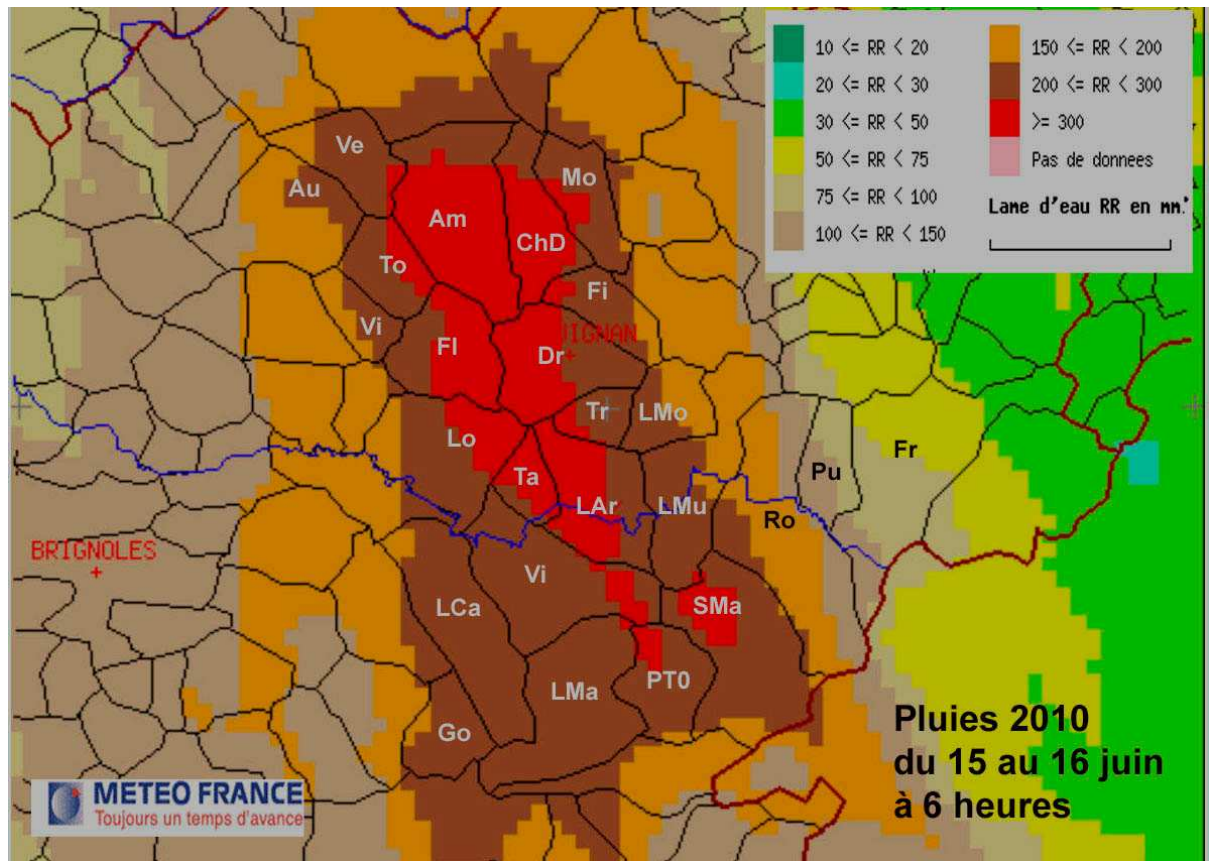 10 <= RR < 20
20 <= RR < 30
30 <= RR < 50
50 <= RR < 75
75 <= RR < 100
100 <= RR < 150
150 <= RR < 200
200 <= RR < 300
>= 300
Pas de donnees
Lame d'eau RR en mm.
Ve
Au
Mo
Am
ChD
To
Fi
Vi
Fl
IGNAN
Dr
Tr
LMo
Lo
Ta
Pu
Fr
LAr
LMu
Ro
BRIGNOLES
Vi
LCa
SMa
LMa
PT0
Go
Pluies 2010
du 15 au 16 juin
à 6 heures
METEO FRANCE
Toujours un temps d'avance